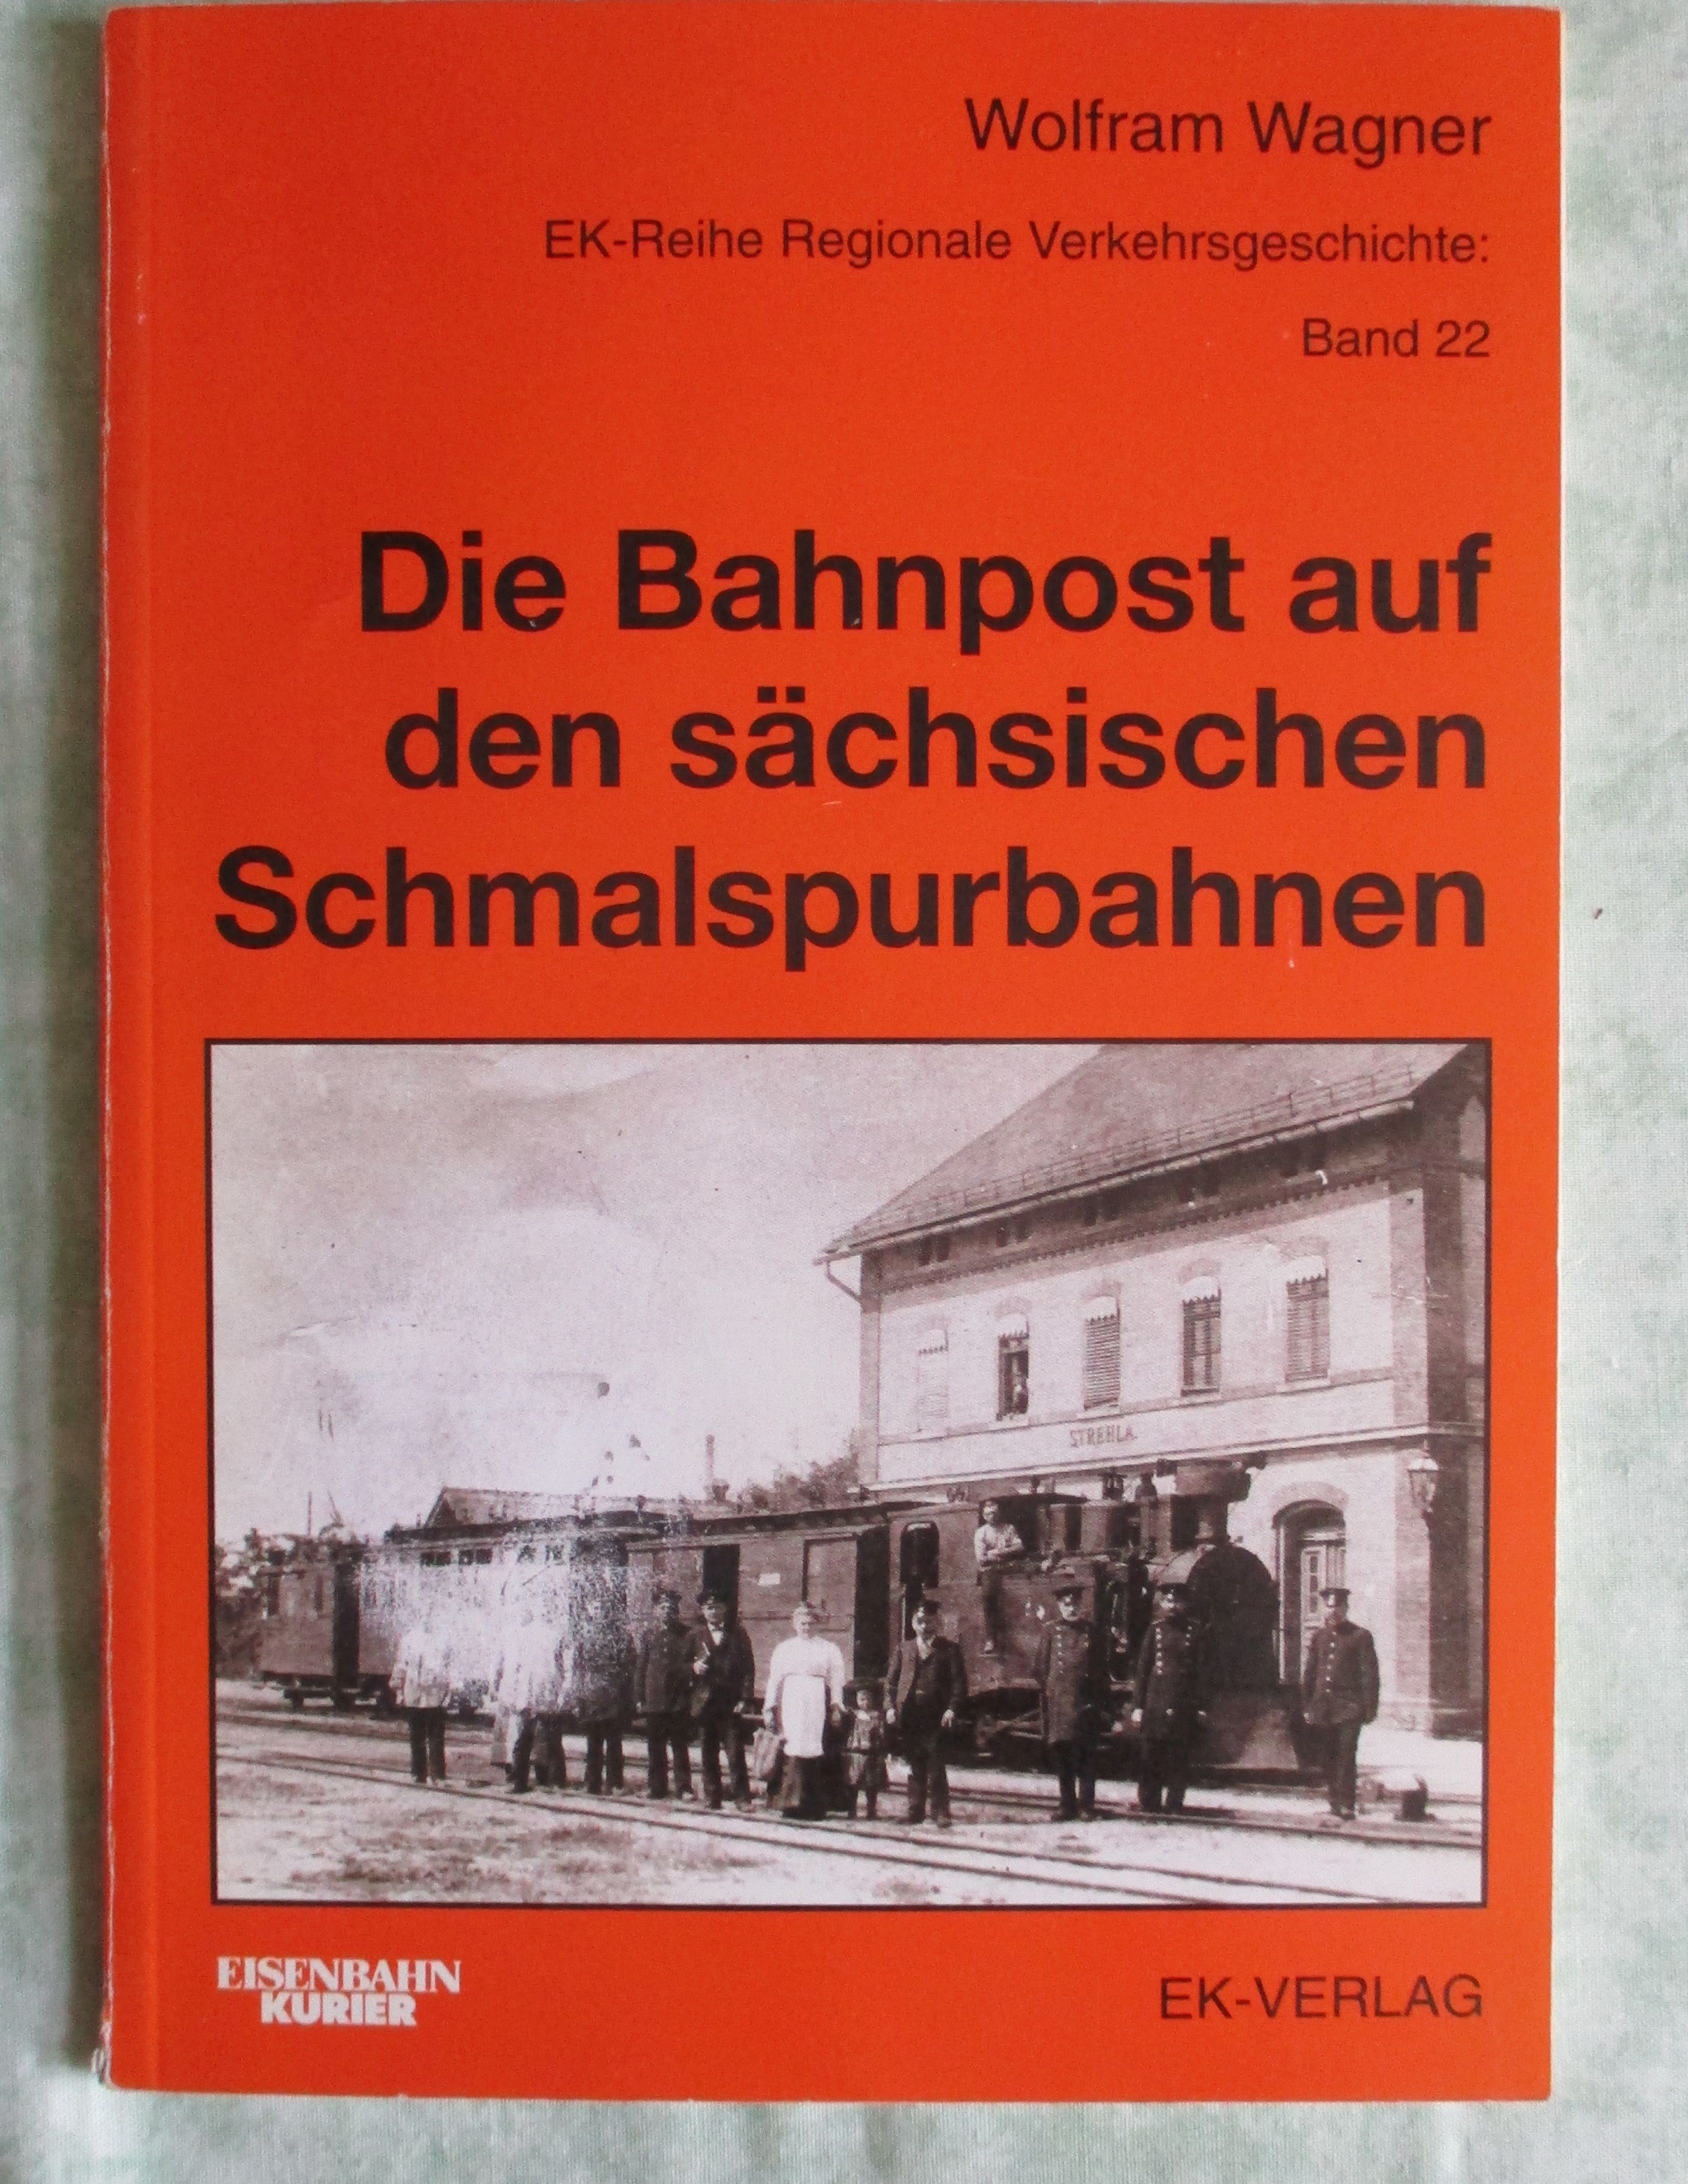 Wolfram Wagner
EK-Reihe Regionale Verkehrsgeschichte:
Band 22
Die Bahnpost auf
den sächsischen
Schmalspurbahnen
STREHLA
EISENBAHN
KURIER
EK-VERLAG